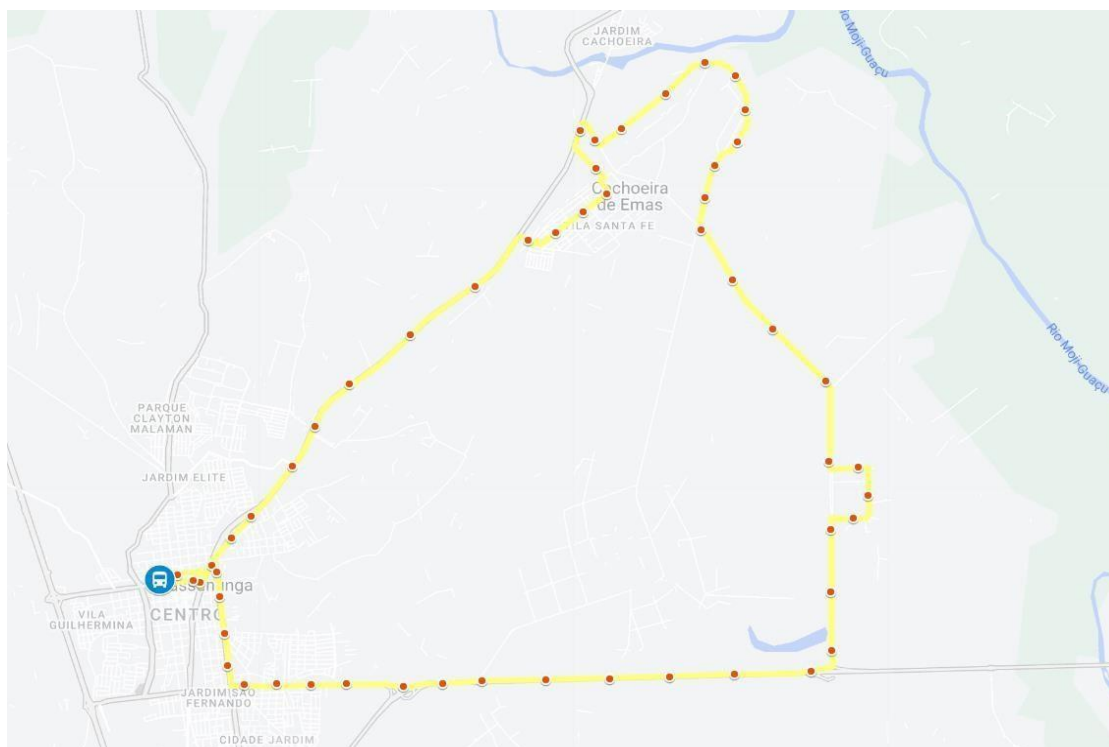 JARDIM
CACHOEIRA
Rio Moji-Guaçu
Cachoeira
de Emas
VILA SANTA FE
Rio Moji-Guaçu
PARQUE
CLAYTON
MALAMAN
JARDIM ELITE
CENTRO
VILA
GUILHERMINA
JARDIM SÃO
FERNANDO
CIDADE JARDIM